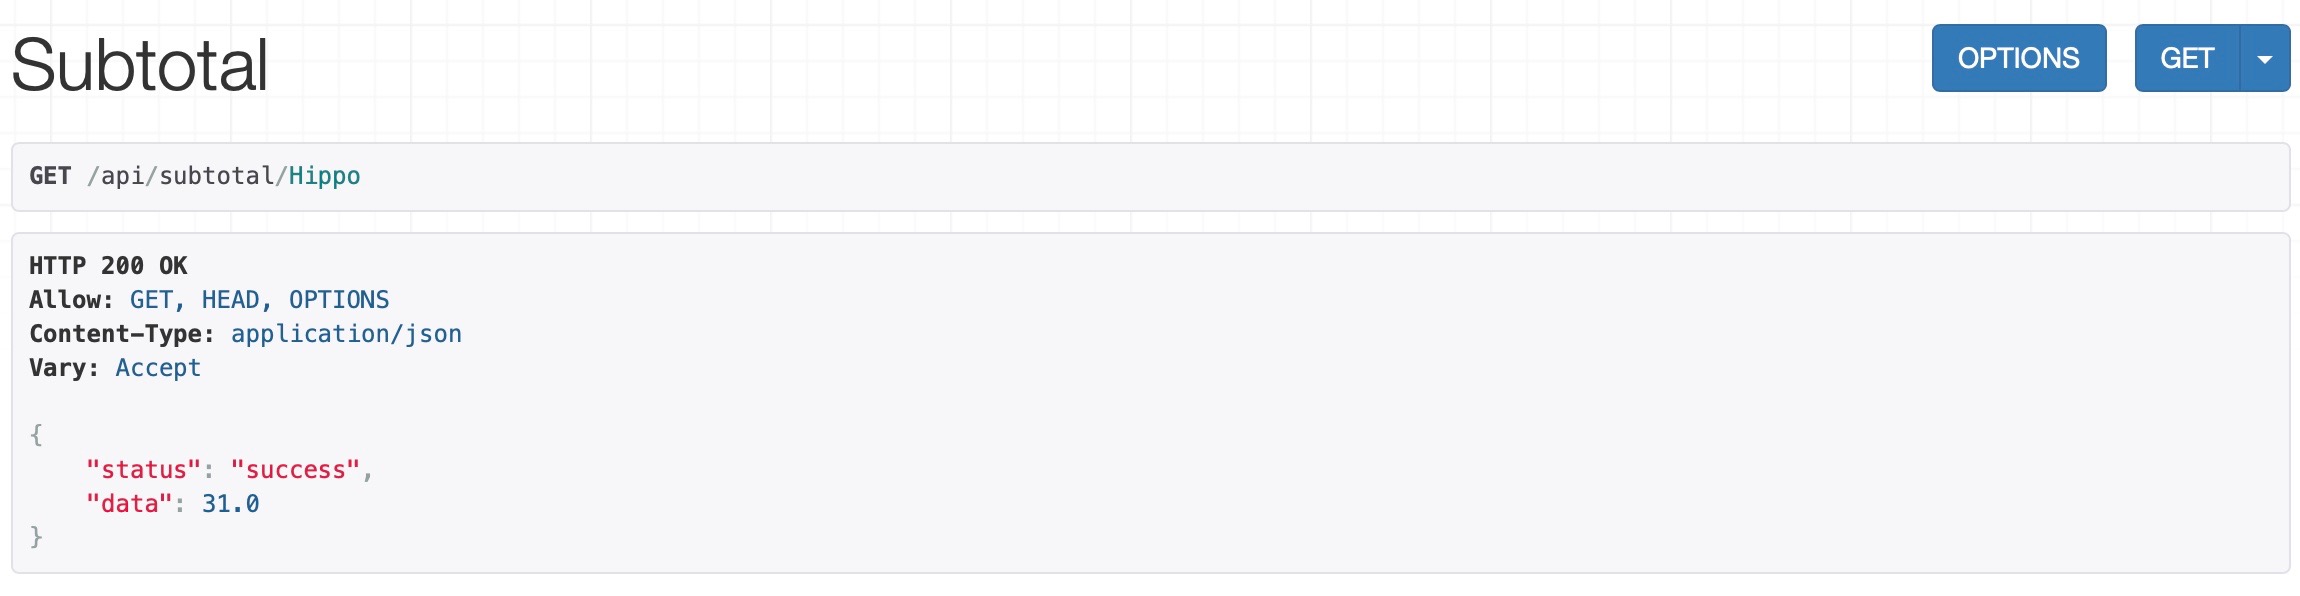 Subtotal
OPTIONS
GET
GET /api/subtotal/Hippo
HTTP 200 OK
Allow: GET, HEAD, OPTIONS
Content-Type: application/json
Vary: Accept
{
    "status": "success",
    "data": 31.0
}